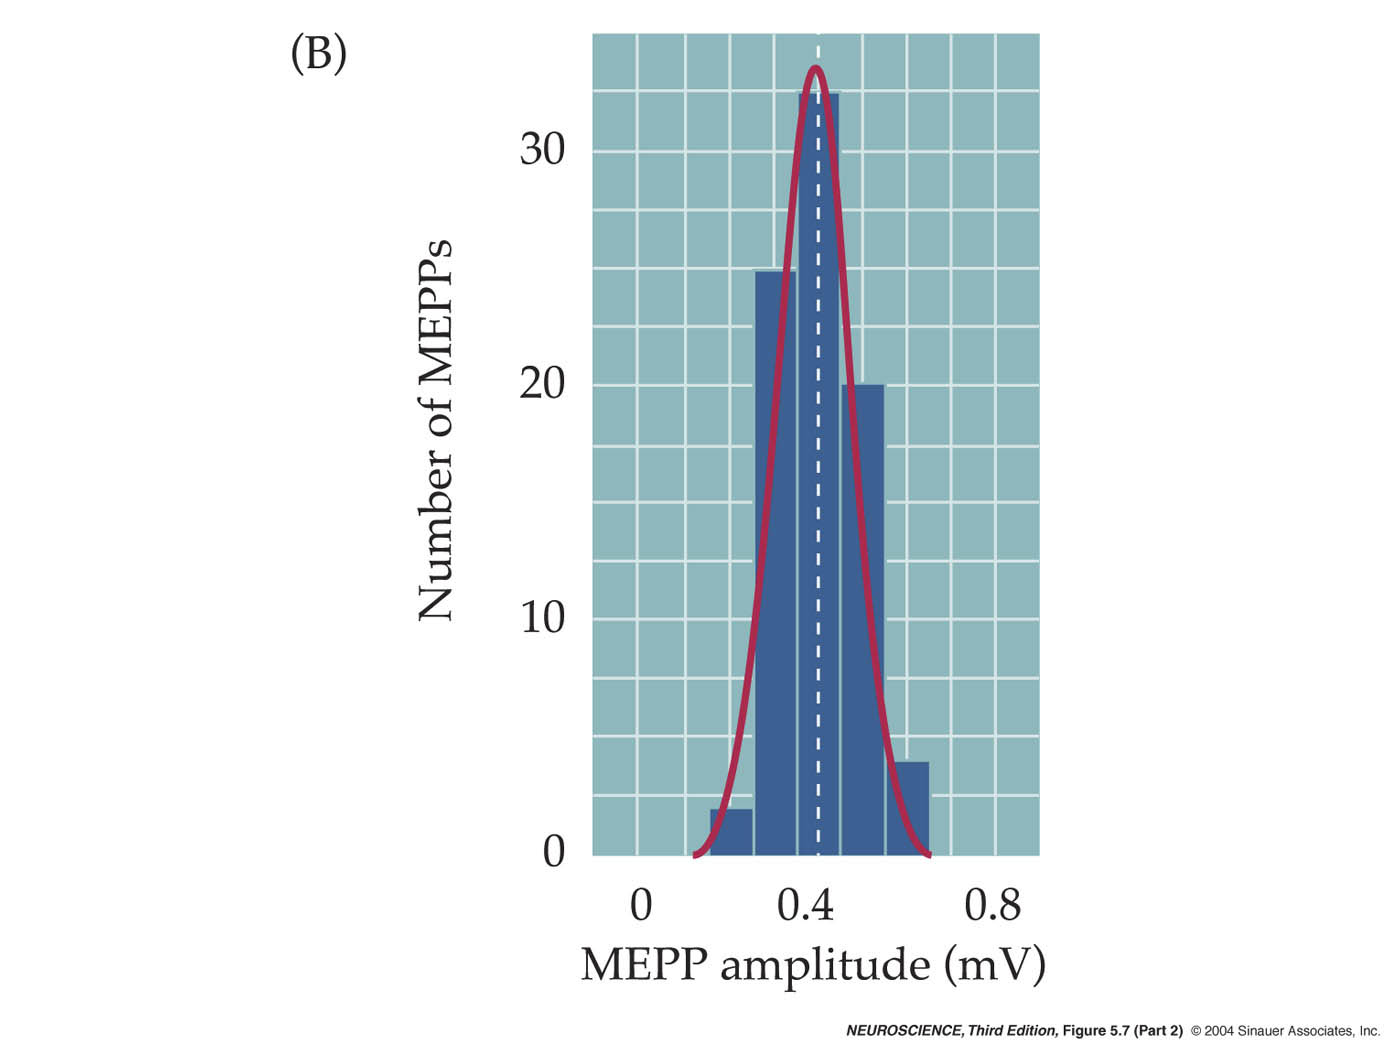 (B)
30
20
10
0
Number of MEPPs
0 0.4 0.8
MEPP amplitude (mV)
NEUROSCIENCE, Third Edition, Figure 5.7 (Part 2) © 2004 Sinauer Associates, Inc.